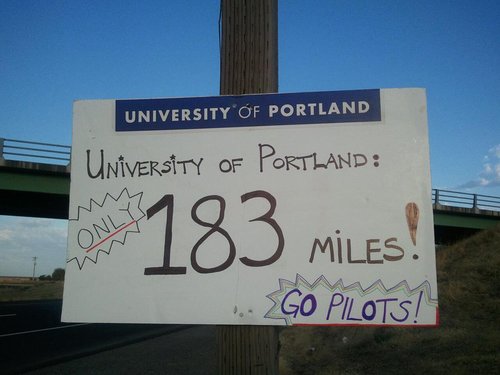 UNIVERSITY OF PORTLAND
UNIVERSITY OF PORTLAND:
ONLY 183 MILES!
GO PILOTS!